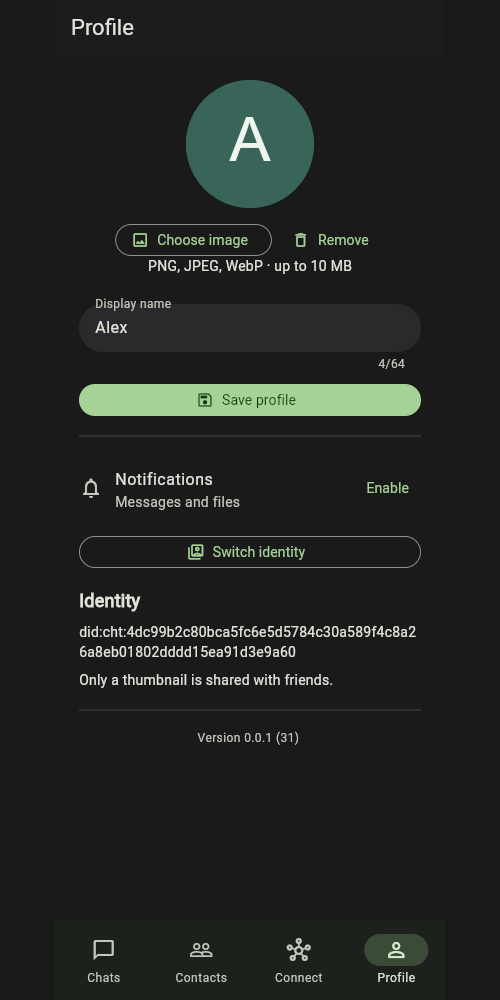 Profile
A
Choose image
Remove
PNG, JPEG, WebP · up to 10 MB
Display name
Alex
4/64
Save profile
Notifications
Messages and files
Enable
Switch identity
Identity
did:cht:4dc99b2c80bca5fc6e5d5784c30a589f4c8a2
6a8eb01802dddd15ea91d3e9a60
Only a thumbnail is shared with friends.
Version 0.0.1 (31)
Chats
Contacts
Connect
Profile